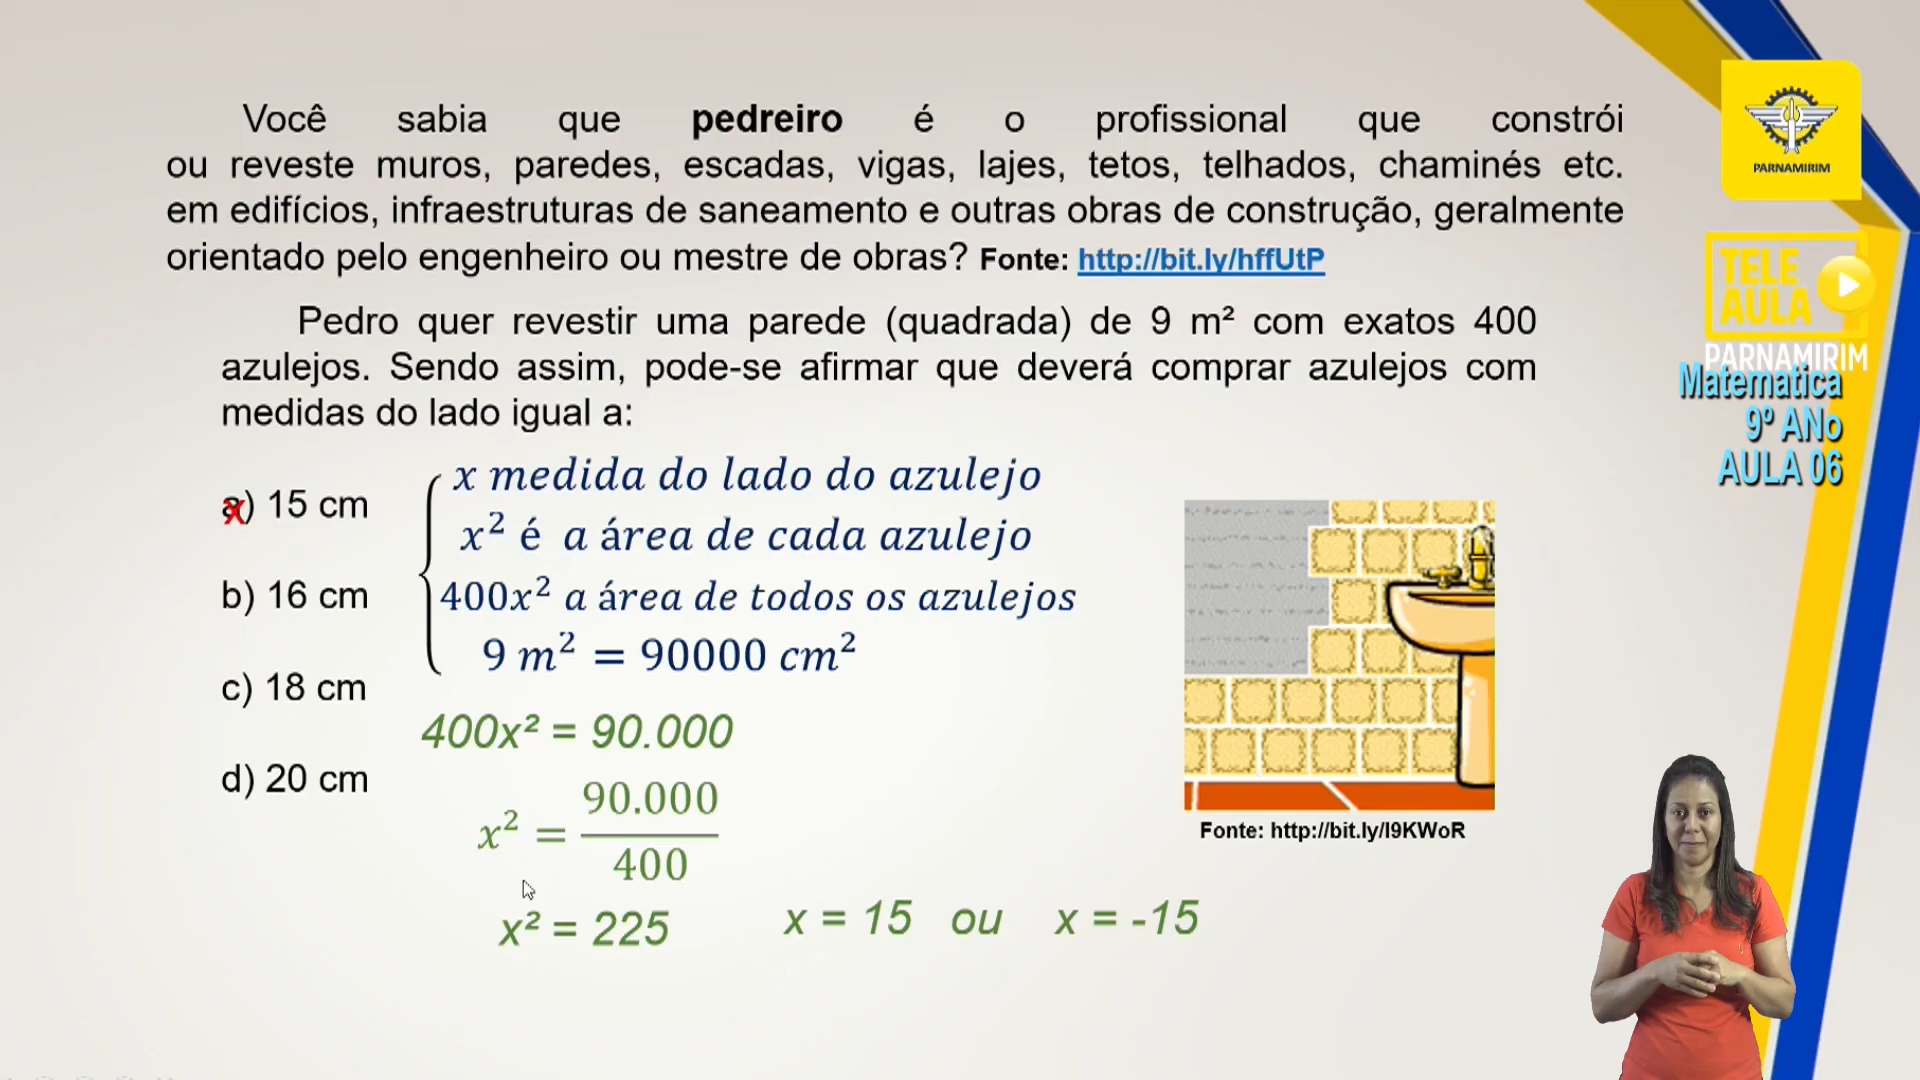 Você sabia que pedreiro é o profissional que constrói
ou reveste muros, paredes, escadas, vigas, lajes, tetos, telhados, chaminés etc.
em edifícios, infraestruturas de saneamento e outras obras de construção, geralmente
orientado pelo engenheiro ou mestre de obras? Fonte: http://bit.ly/hffUtP
Pedro quer revestir uma parede (quadrada) de 9 m² com exatos 400
azulejos. Sendo assim, pode-se afirmar que deverá comprar azulejos com
medidas do lado igual a:
a) 15 cm
b) 16 cm
c) 18 cm
d) 20 cm
x medida do lado do azulejo
x² é a área de cada azulejo
400x² a área de todos os azulejos
9 m² = 90000 cm²
400x² = 90.000
x² = 90.000/400
x² = 225 x = 15 ou x = -15
Fonte: http://bit.ly/I9KWoR
PARNAMIRIM
TELE
AULA
PARNAMIRIM
Matematica
9º ANo
AULA 06